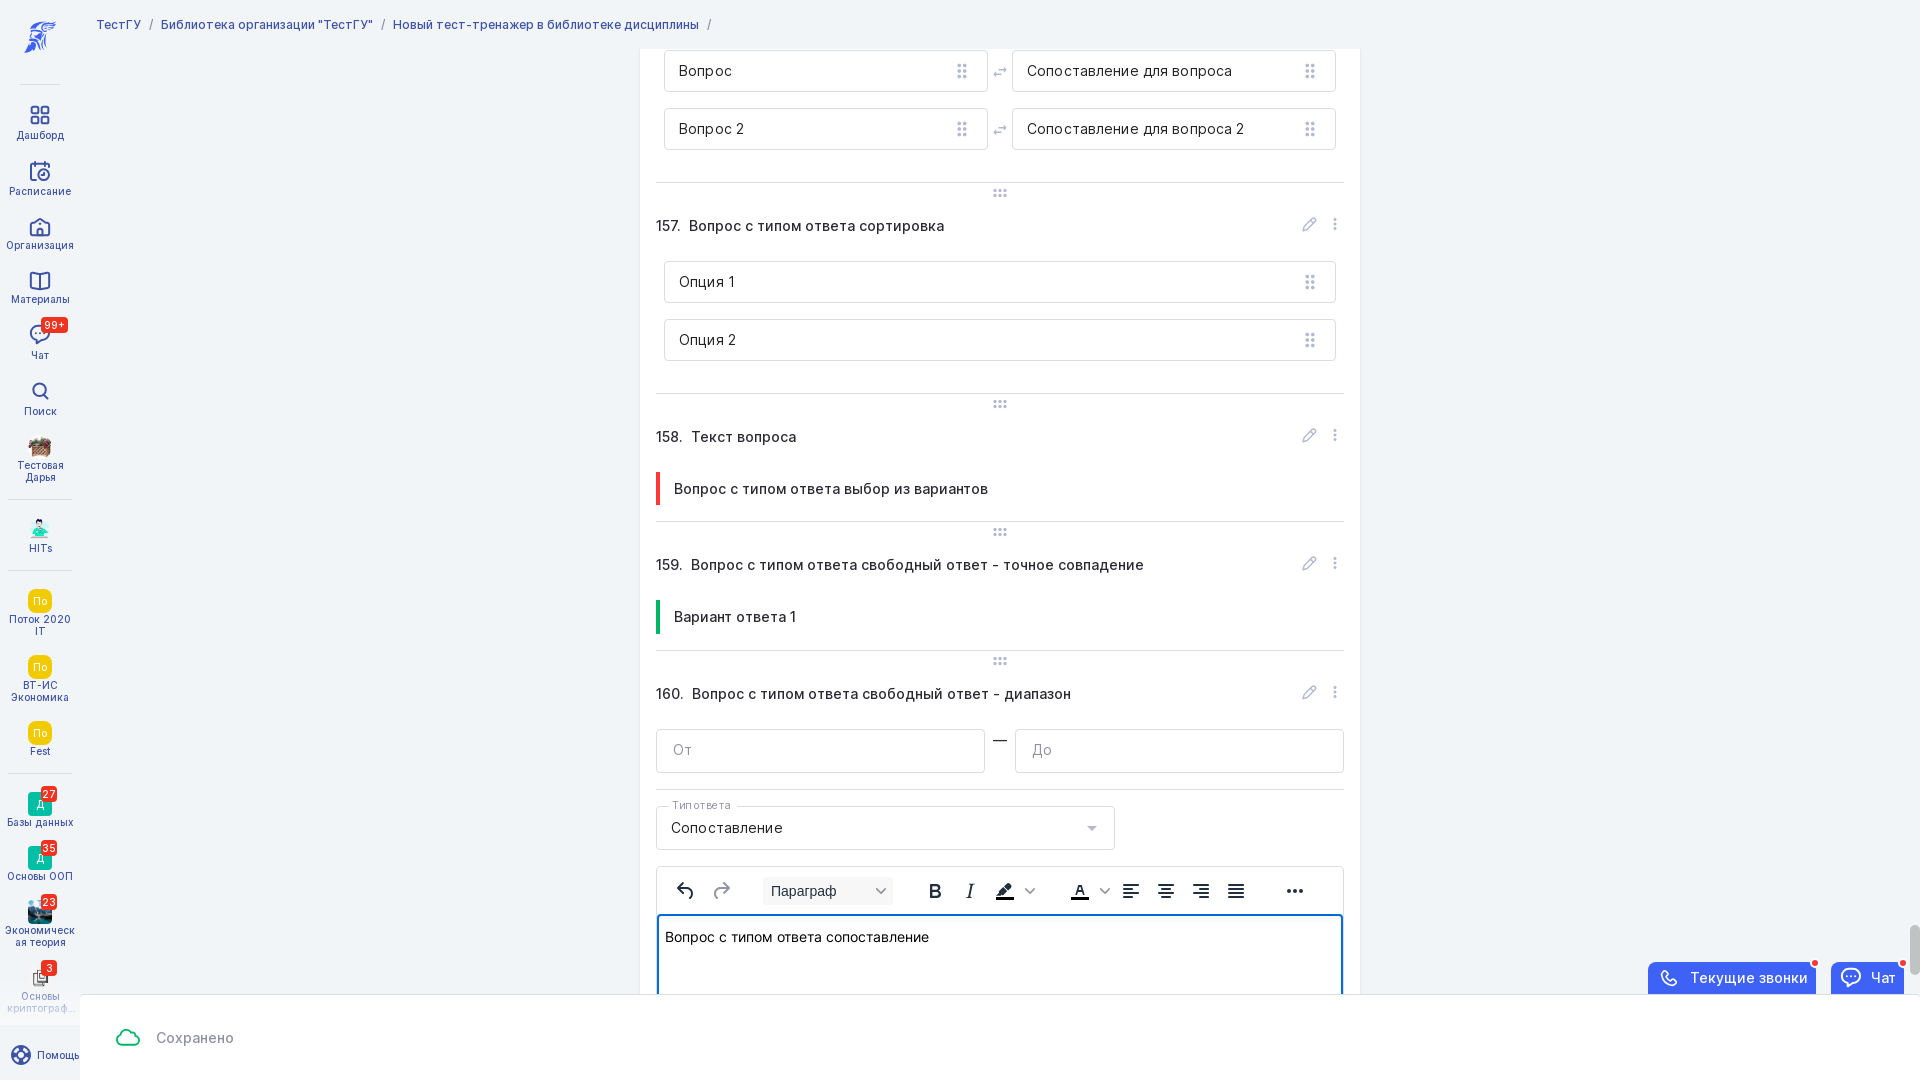 ТестГУ / Библиотека организации "ТестГУ" / Новый тест-тренажер в библиотеке дисциплины /
Дашборд
Расписание
Организация
Материалы
99+
Чат
Поиск
Тестовая
Дарья
HITs
По
Поток 2020
IT
По
ВТ-ИС
Экономика
По
Fest
27
Д
Базы данных
35
Д
Основы ООП
23
Экономическ
ая теория
3
Основы
криптограф...
Помощь
Вопрос
Сопоставление для вопроса
Вопрос 2
Сопоставление для вопроса 2
157. Вопрос с типом ответа сортировка
Опция 1
Опция 2
158. Текст вопроса
Вопрос с типом ответа выбор из вариантов
159. Вопрос с типом ответа свободный ответ - точное совпадение
Вариант ответа 1
160. Вопрос с типом ответа свободный ответ - диапазон
От — До
Тип ответа
Сопоставление
Параграф
Вопрос с типом ответа сопоставление
Текущие звонки
Чат
Сохранено